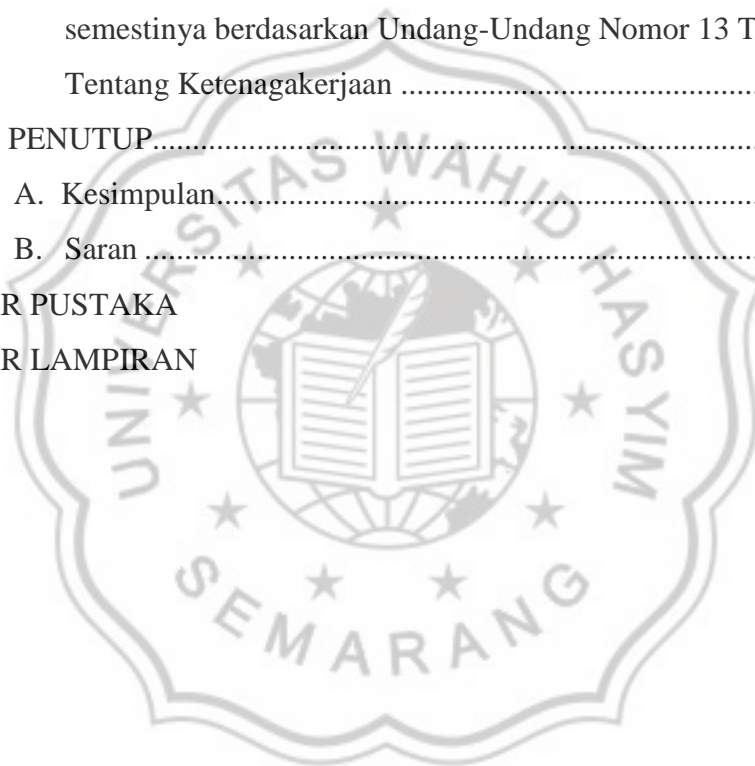 semestinya berdasarkan Undang-Undang Nomor 13 T
Tentang Ketenagakerjaan ............................................
PENUTUP...........................................................................
A. Kesimpulan...................................................................
B. Saran ...........................................................................
R PUSTAKA
R LAMPIRAN
UNIVERSITAS WAHID HASYIM
SEMARANG